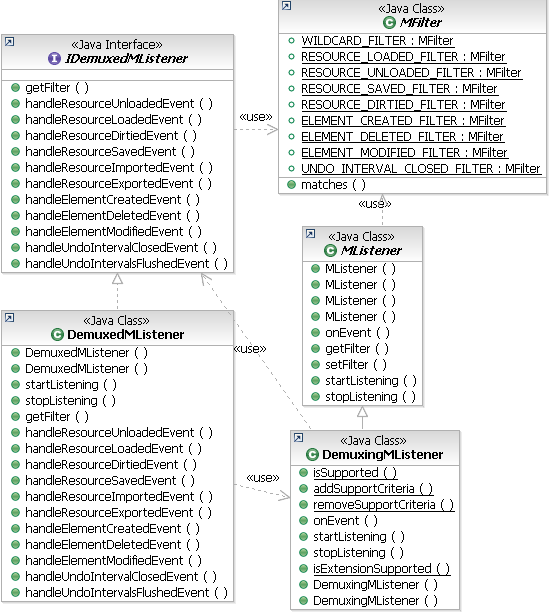 «Java Interface»
IDemuxedMListener
getFilter ( )
handleResourceUnloadedEvent ( )
handleResourceLoadedEvent ( )
handleResourceDirtiedEvent ( )
handleResourceSavedEvent ( )
handleResourceImportedEvent ( )
handleResourceExportedEvent ( )
handleElementCreatedEvent ( )
handleElementDeletedEvent ( )
handleElementModifiedEvent ( )
handleUndoIntervalClosedEvent ( )
handleUndoIntervalsFlushedEvent ( )
«use»
«Java Class»
MFilter
WILDCARD_FILTER : MFilter
RESOURCE_LOADED_FILTER : MFilter
RESOURCE_UNLOADED_FILTER : MFilter
RESOURCE_SAVED_FILTER : MFilter
RESOURCE_DIRTIED_FILTER : MFilter
ELEMENT_CREATED_FILTER : MFilter
ELEMENT_DELETED_FILTER : MFilter
ELEMENT_MODIFIED_FILTER : MFilter
UNDO_INTERVAL_CLOSED_FILTER : MFilter
matches ( )
«use»
«Java Class»
MListener
MListener ( )
MListener ( )
MListener ( )
MListener ( )
onEvent ( )
getFilter ( )
setFilter ( )
startListening ( )
stopListening ( )
«Java Class»
DemuxedMListener
DemuxedMListener ( )
DemuxedMListener ( )
startListening ( )
stopListening ( )
getFilter ( )
handleResourceUnloadedEvent ( )
handleResourceLoadedEvent ( )
handleResourceDirtiedEvent ( )
handleResourceSavedEvent ( )
handleResourceImportedEvent ( )
handleResourceExportedEvent ( )
handleElementCreatedEvent ( )
handleElementDeletedEvent ( )
handleElementModifiedEvent ( )
handleUndoIntervalClosedEvent ( )
handleUndoIntervalsFlushedEvent ( )
«use»
«use»
«Java Class»
DemuxingMListener
isSupported ( )
addSupportCriteria ( )
removeSupportCriteria ( )
onEvent ( )
startListening ( )
stopListening ( )
isExtensionSupported ( )
DemuxingMListener ( )
DemuxingMListener ( )